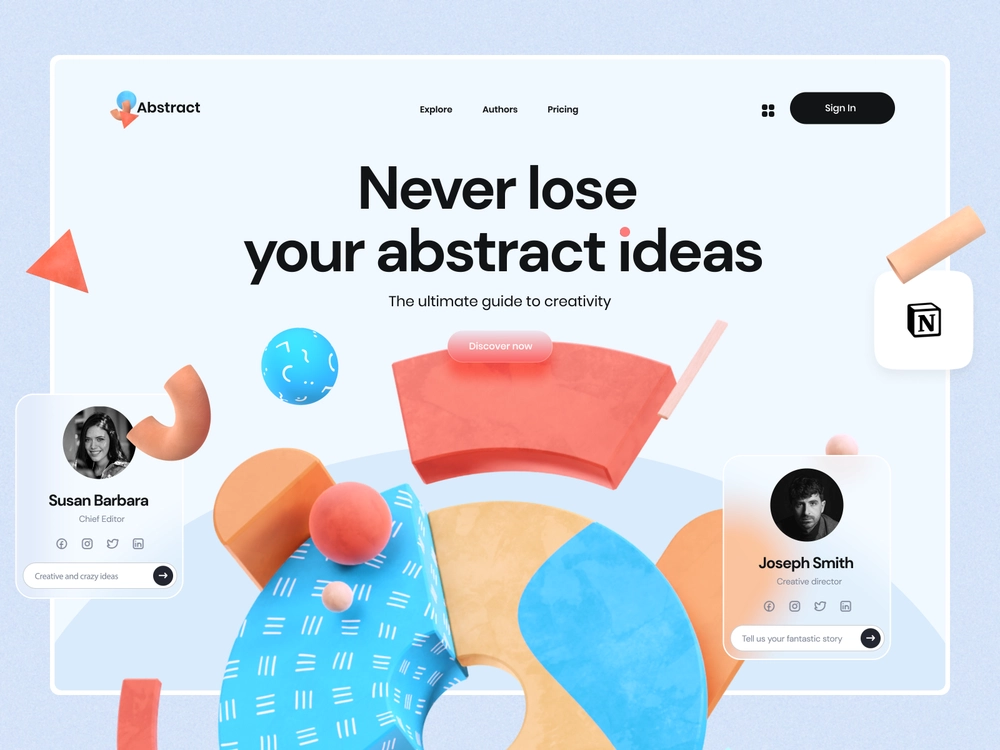 Abstract
Explore
Authors
Pricing
Sign In
Never lose
your abstract ideas
The ultimate guide to creativity
Discover now
N
Susan Barbara
Chief Editor
Creative and crazy ideas
Joseph Smith
Creative director
Tell us your fantastic story